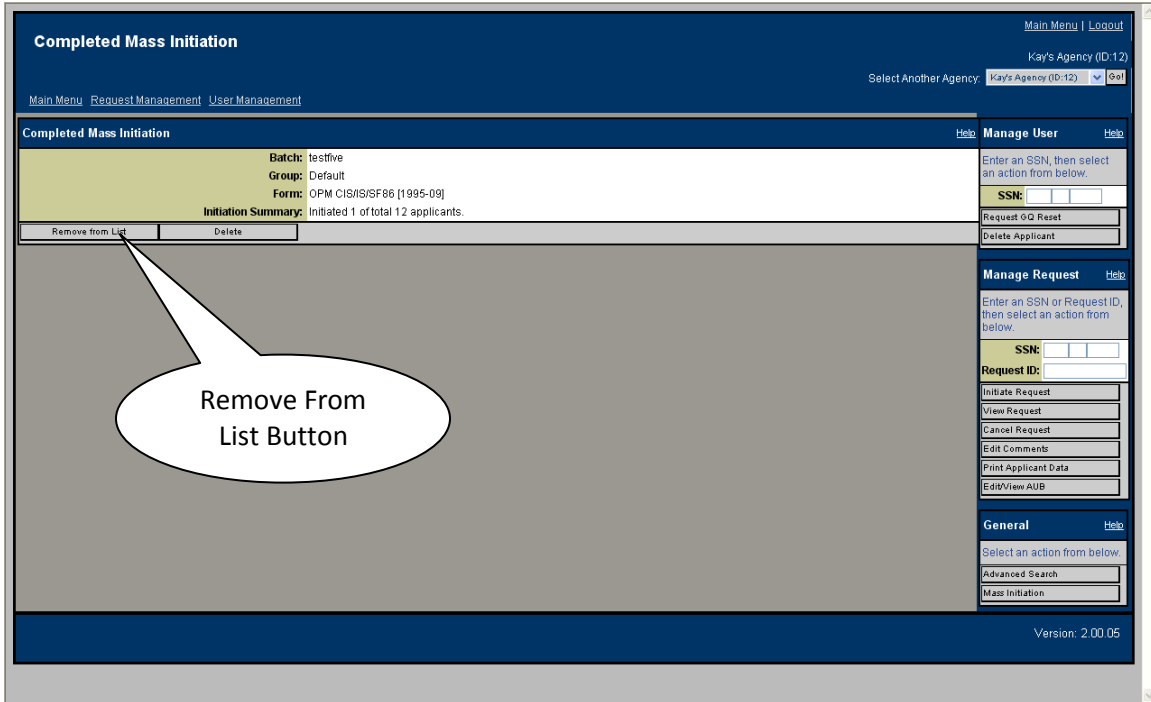 Main Menu | Logout
Completed Mass Initiation
Kay's Agency (ID:12)
Select Another Agency: Kay's Agency (ID:12) Go!
Main Menu Request Management User Management
Completed Mass Initiation Help
Batch: testfive
Group: Default
Form: OPM CIS/IS/SF86 [1995-09]
Initiation Summary: Initiated 1 of total 12 applicants.
Remove from List Delete
Remove From
List Button
Manage User Help
Enter an SSN, then select
an action from below.
SSN:
Request GQ Reset
Delete Applicant
Manage Request Help
Enter an SSN or Request ID,
then select an action from
below.
SSN:
Request ID:
Initiate Request
View Request
Cancel Request
Edit Comments
Print Applicant Data
Edit/View AUB
General Help
Select an action from below.
Advanced Search
Mass Initiation
Version: 2.00.05